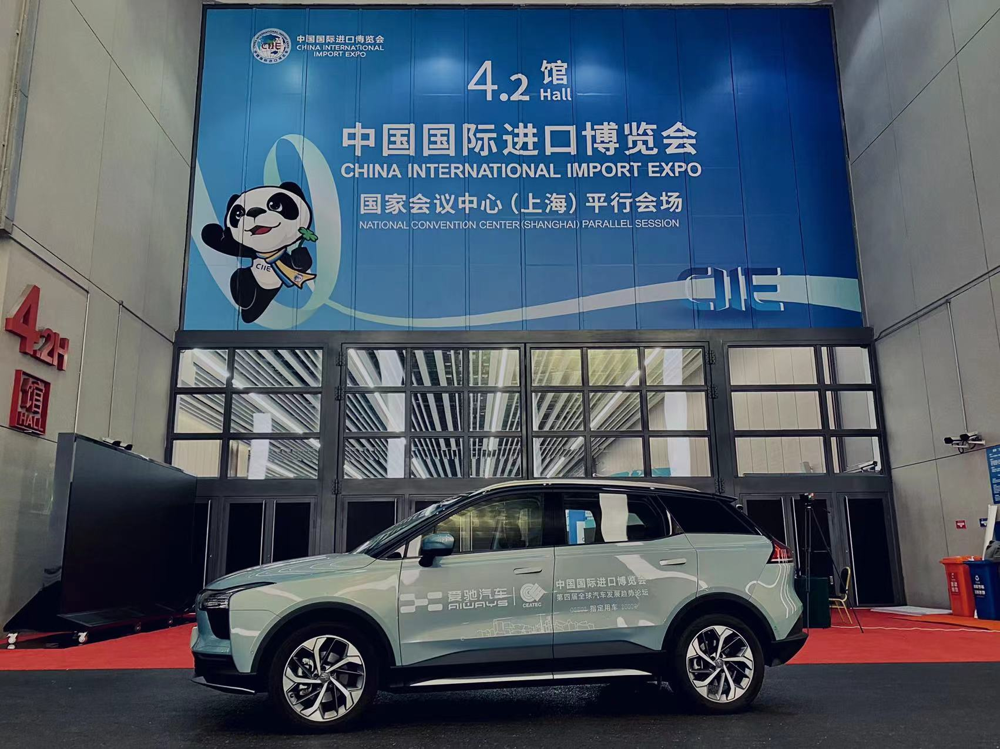 中国国际进口博览会
CHINA INTERNATIONAL
IMPORT EXPO
CIIE
4.2 馆
Hall
中国国际进口博览会
CHINA INTERNATIONAL IMPORT EXPO
国家会议中心（上海）平行会场
NATIONAL CONVENTION CENTER(SHANGHAI) PARALLEL SESSION
CIIE
CIIE
4.2H
馆
HALL
爱驰汽车
AIWAYS
CEATEC
中国国际进口博览会
第四届全球汽车发展趋势论坛
指定用车